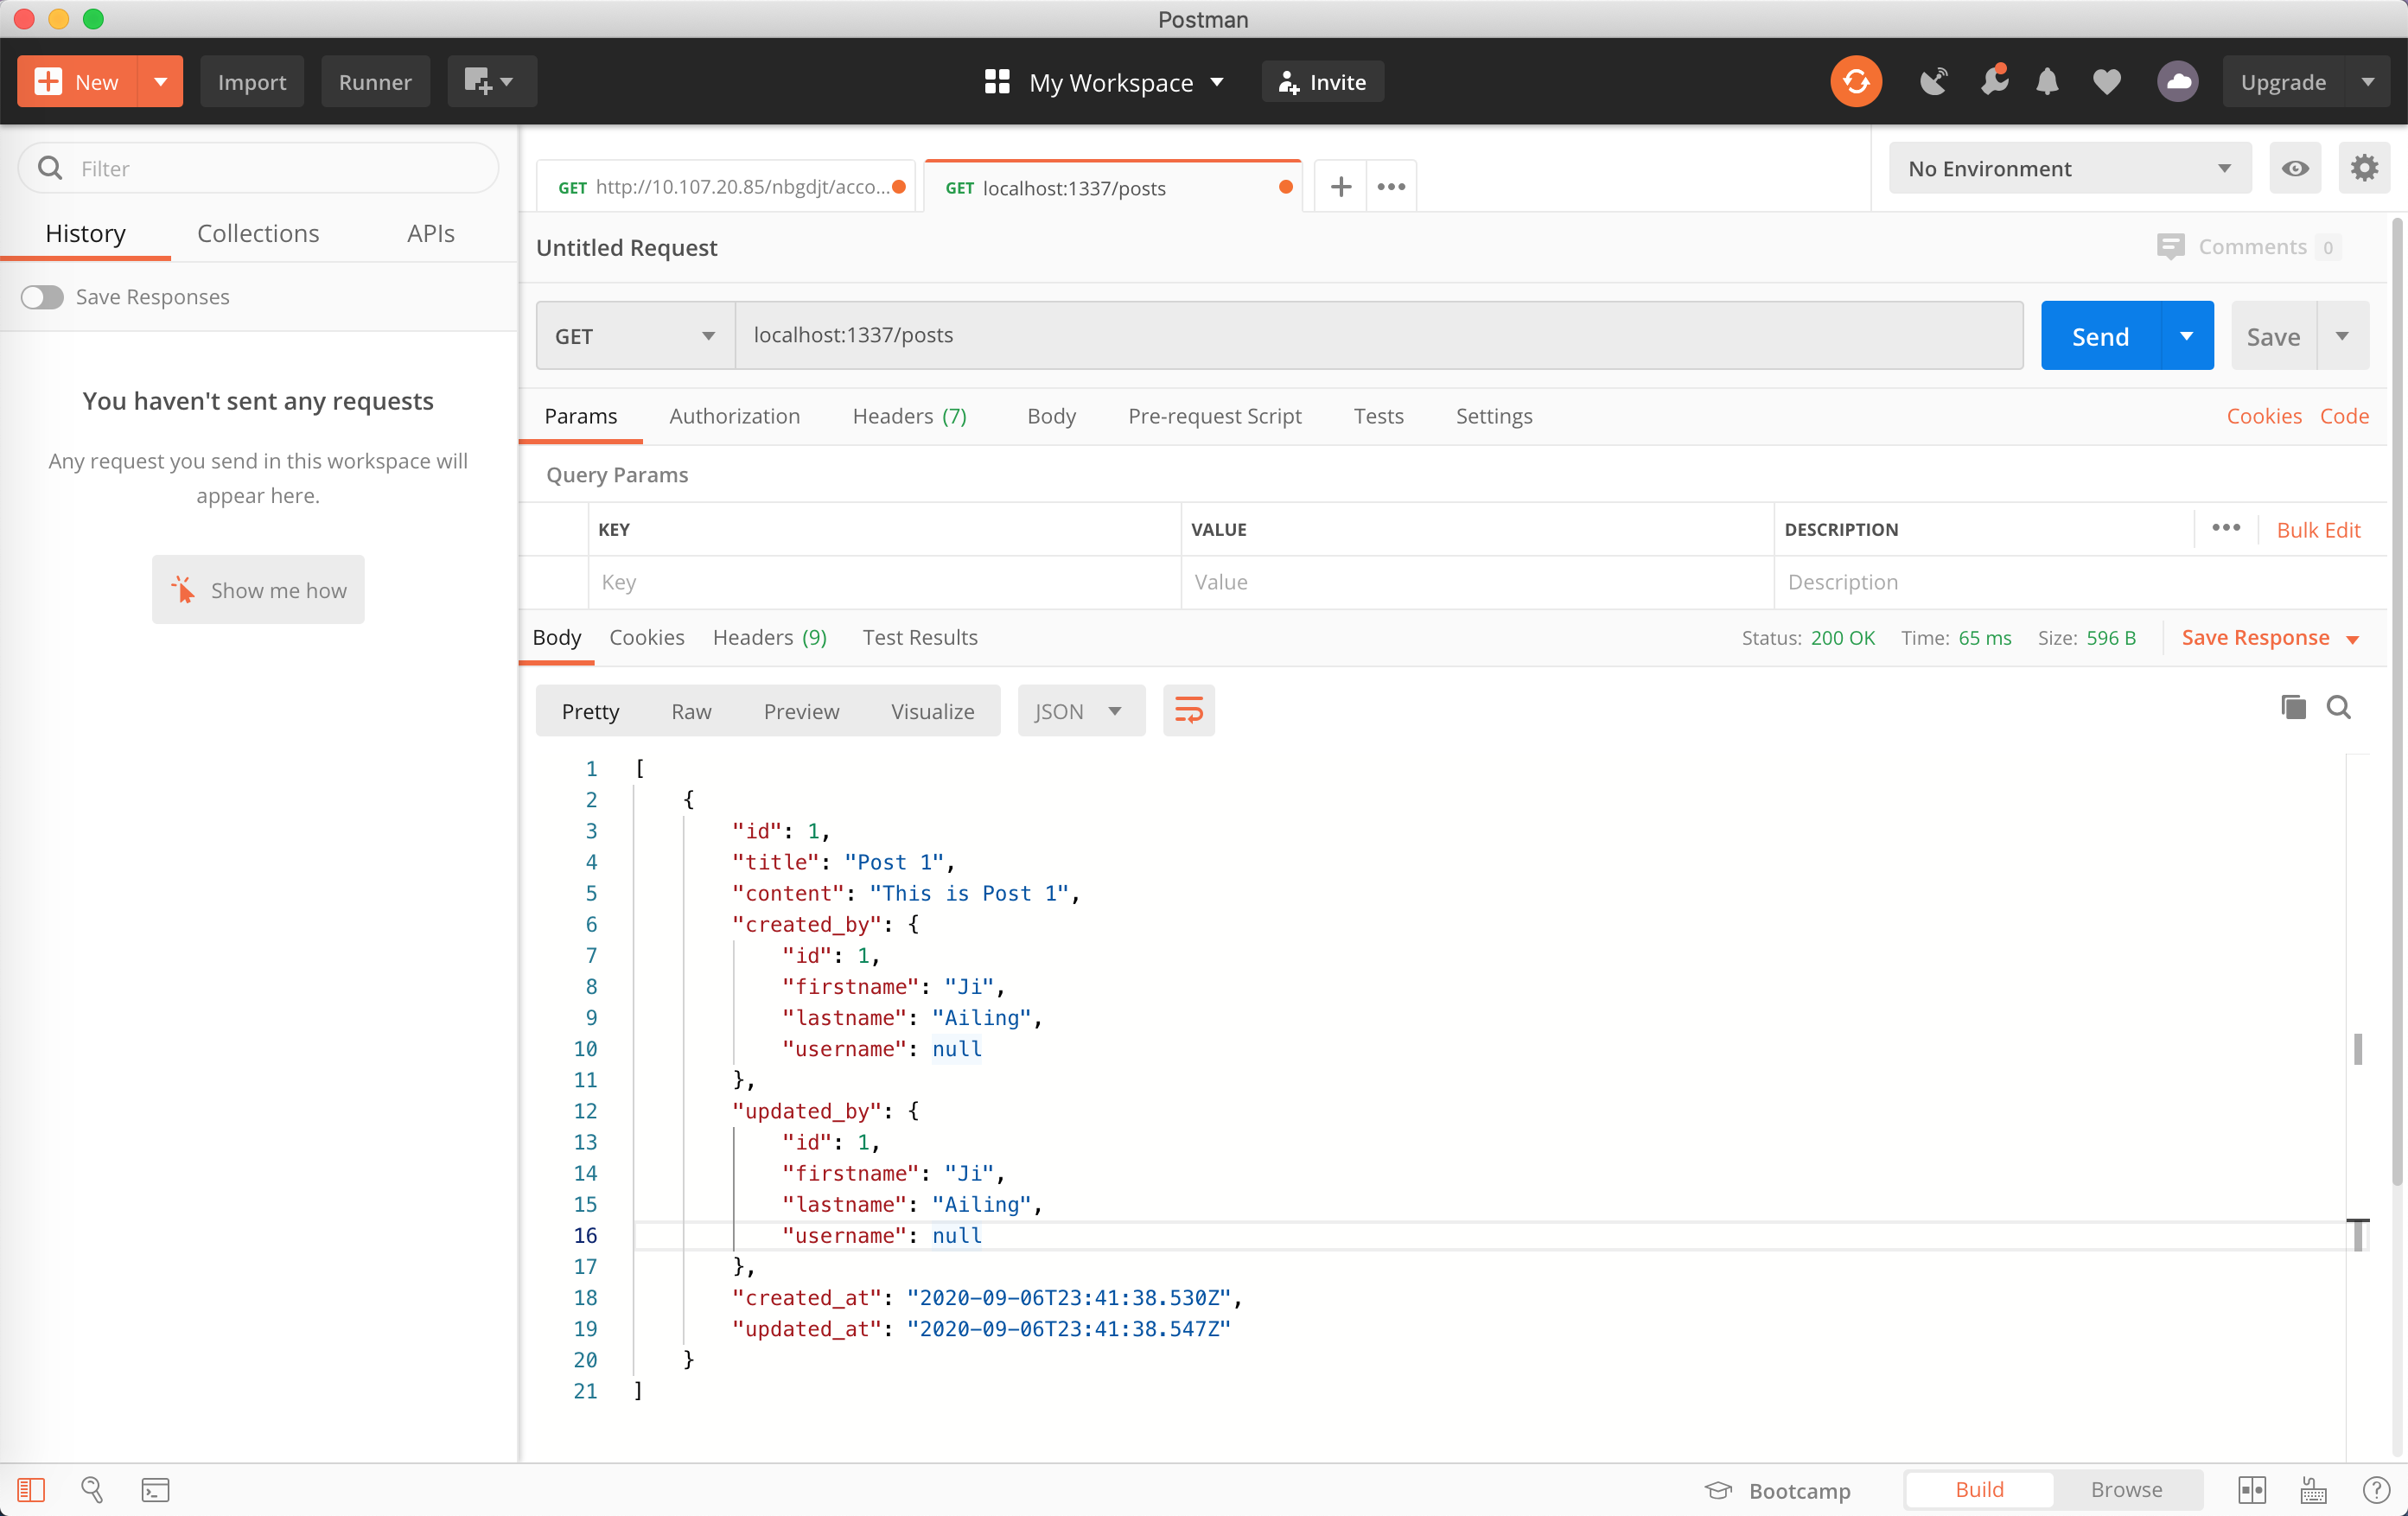 Postman
New Import Runner My Workspace Invite Upgrade
Filter
History Collections APIs
Save Responses
You haven't sent any requests
Any request you send in this workspace will
appear here.
Show me how
GET http://10.107.20.85/nbgdjt/acco... GET localhost:1337/posts + ••• No Environment
Untitled Request Comments 0
GET localhost:1337/posts Send Save
Params Authorization Headers (7) Body Pre-request Script Tests Settings Cookies Code
Query Params
KEY VALUE DESCRIPTION ••• Bulk Edit
Key Value Description
Body Cookies Headers (9) Test Results Status: 200 OK Time: 65 ms Size: 596 B Save Response
Pretty Raw Preview Visualize JSON
1 [
2 {
3 "id": 1,
4 "title": "Post 1",
5 "content": "This is Post 1",
6 "created_by": {
7 "id": 1,
8 "firstname": "Ji",
9 "lastname": "Ailing",
10 "username": null
11 },
12 "updated_by": {
13 "id": 1,
14 "firstname": "Ji",
15 "lastname": "Ailing",
16 "username": null
17 },
18 "created_at": "2020-09-06T23:41:38.530Z",
19 "updated_at": "2020-09-06T23:41:38.547Z"
20 }
21 ]
Bootcamp Build Browse ?